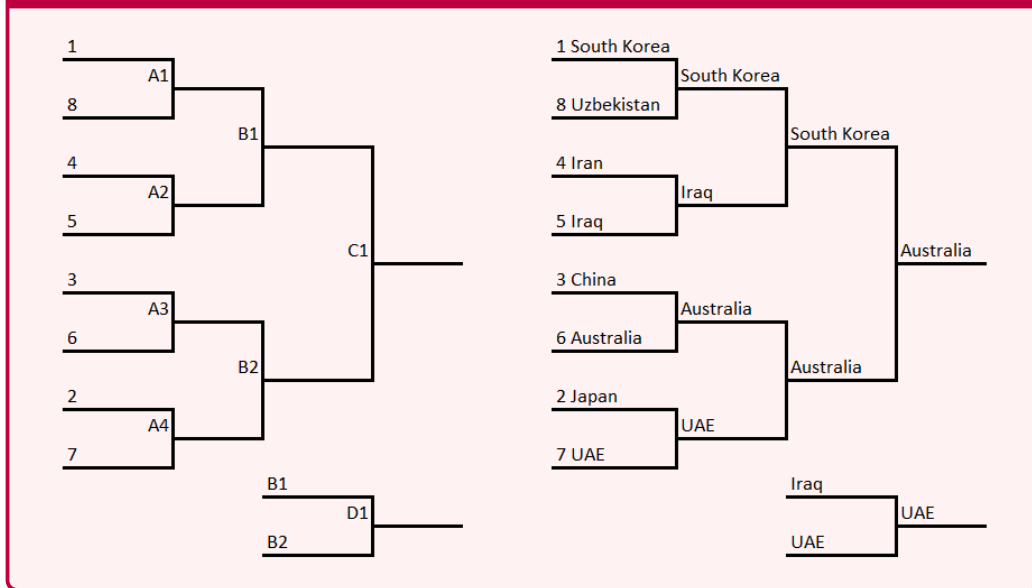 1
A1
8
B1
4
A2
5
C1
3
A3
6
B2
2
A4
7
B1
D1
B2
1 South Korea
South Korea
8 Uzbekistan
South Korea
4 Iran
Iraq
5 Iraq
Australia
3 China
Australia
6 Australia
Australia
2 Japan
UAE
7 UAE
Iraq
UAE
UAE